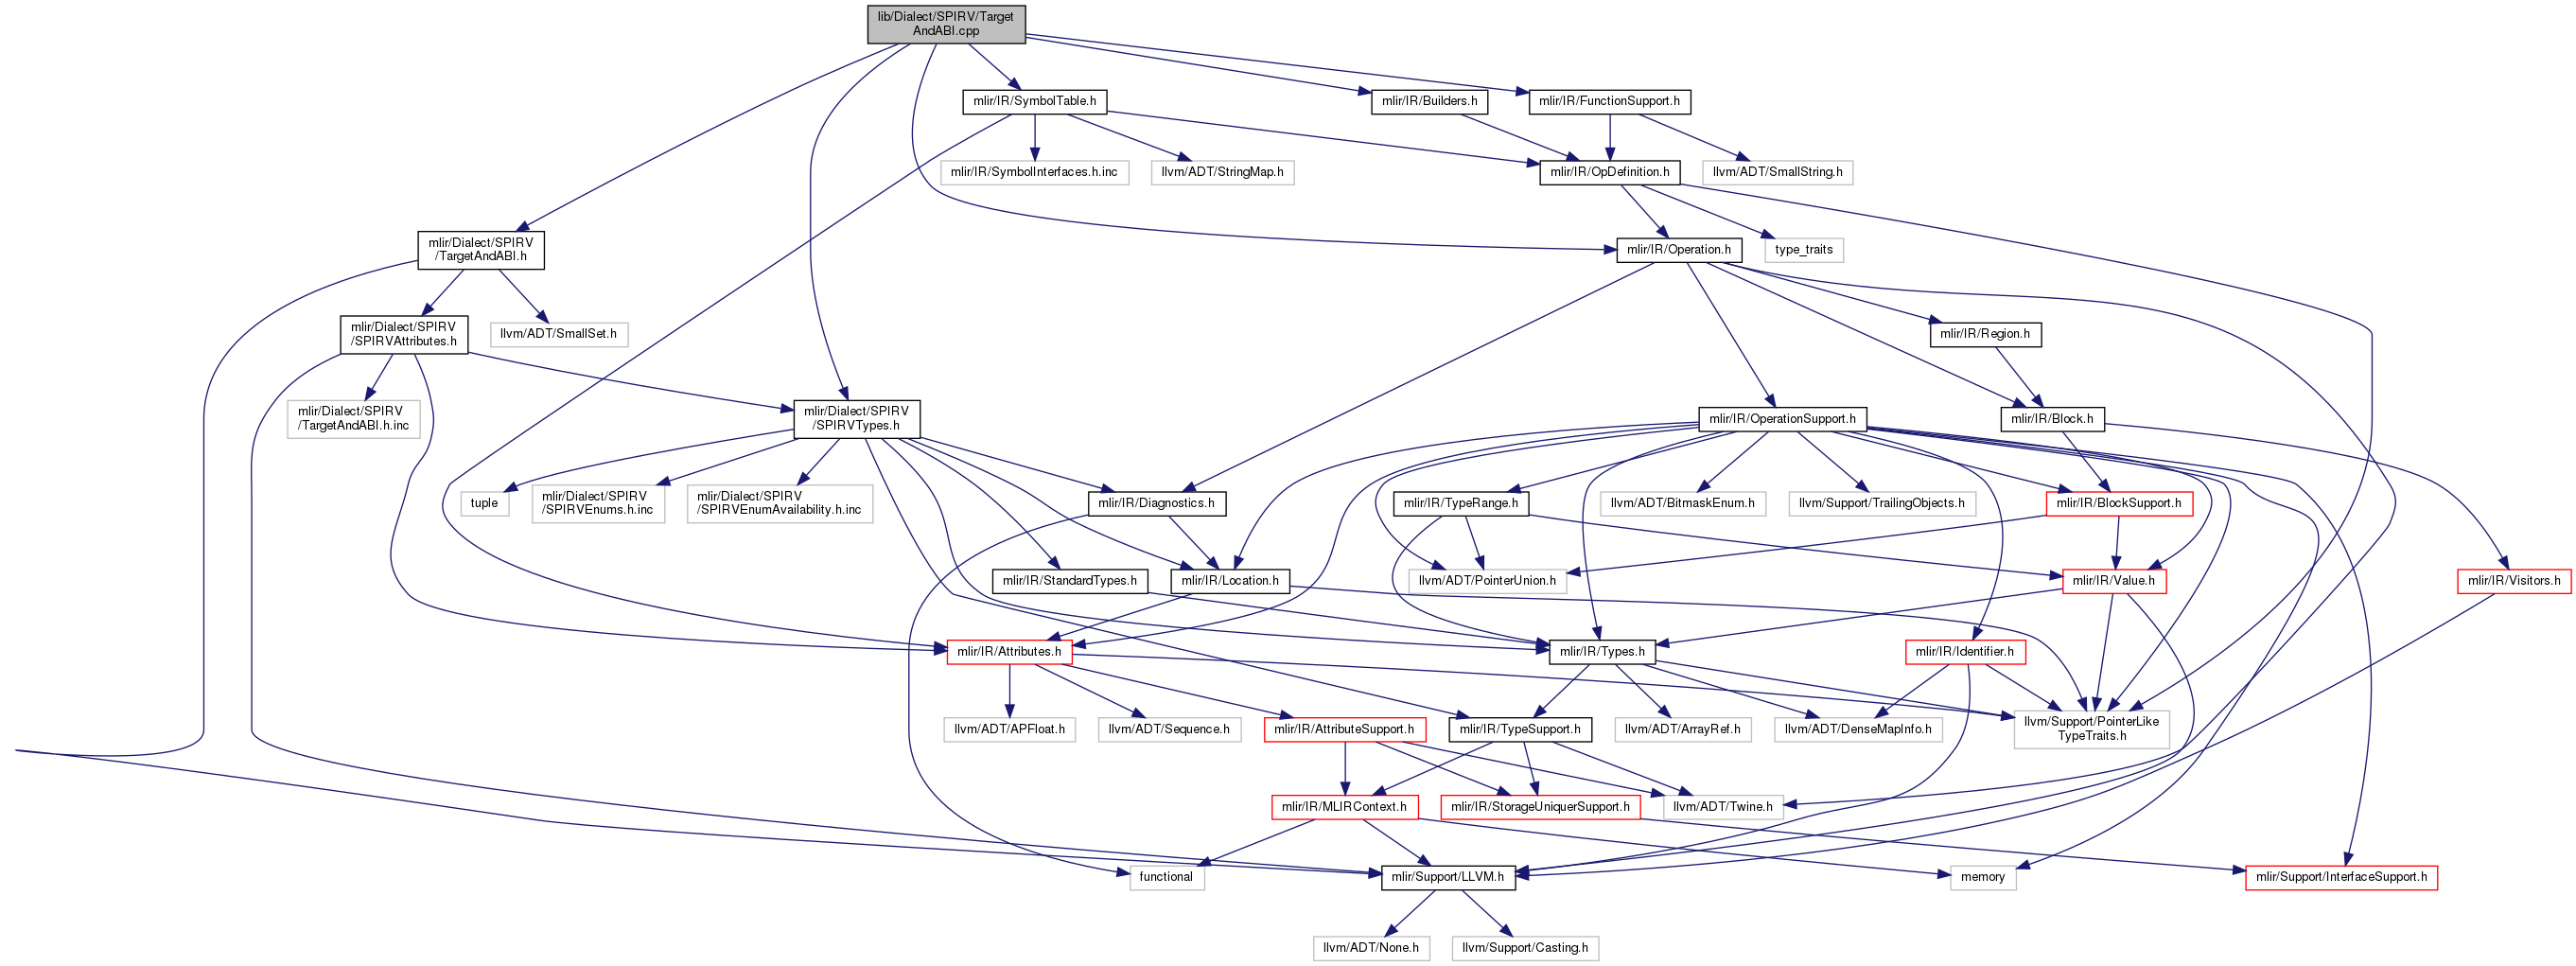 lib/Dialect/SPIRV/Target
AndABI.cpp
mlir/IR/SymbolTable.h
mlir/IR/Builders.h
mlir/IR/FunctionSupport.h
mlir/IR/SymbolInterfaces.h.inc
llvm/ADT/StringMap.h
mlir/IR/OpDefinition.h
llvm/ADT/SmallString.h
mlir/Dialect/SPIRV
/TargetAndABI.h
mlir/IR/Operation.h
type_traits
mlir/Dialect/SPIRV
/SPIRVAttributes.h
llvm/ADT/SmallSet.h
mlir/IR/Region.h
mlir/Dialect/SPIRV
/TargetAndABI.h.inc
mlir/Dialect/SPIRV
/SPIRVTypes.h
mlir/IR/OperationSupport.h
mlir/IR/Block.h
tuple
mlir/Dialect/SPIRV
/SPIRVEnums.h.inc
mlir/Dialect/SPIRV
/SPIRVEnumAvailability.h.inc
mlir/IR/Diagnostics.h
mlir/IR/TypeRange.h
llvm/ADT/BitmaskEnum.h
llvm/Support/TrailingObjects.h
mlir/IR/BlockSupport.h
mlir/IR/StandardTypes.h
mlir/IR/Location.h
llvm/ADT/PointerUnion.h
mlir/IR/Value.h
mlir/IR/Visitors.h
mlir/IR/Attributes.h
mlir/IR/Types.h
mlir/IR/Identifier.h
llvm/ADT/APFloat.h
llvm/ADT/Sequence.h
mlir/IR/AttributeSupport.h
mlir/IR/TypeSupport.h
llvm/ADT/ArrayRef.h
llvm/ADT/DenseMapInfo.h
llvm/Support/PointerLike
TypeTraits.h
mlir/IR/MLIRContext.h
mlir/IR/StorageUniquerSupport.h
llvm/ADT/Twine.h
functional
mlir/Support/LLVM.h
memory
mlir/Support/InterfaceSupport.h
llvm/ADT/None.h
llvm/Support/Casting.h